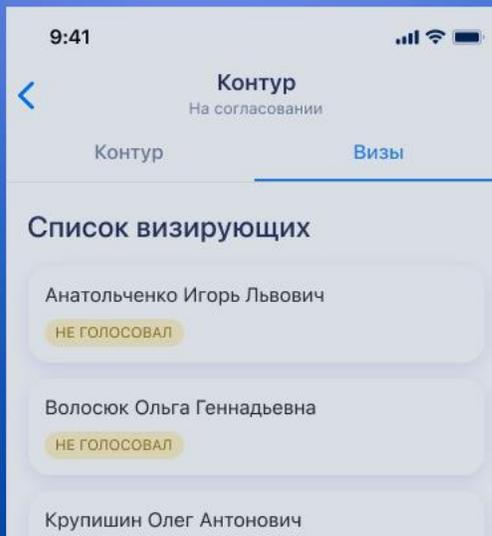 9:41
Контур
На согласовании
Контур Визы
Список визирующих
Анатольченко Игорь Львович
НЕ ГОЛОСОВАЛ
Волосюк Ольга Геннадьевна
НЕ ГОЛОСОВАЛ
Крупишин Олег Антонович